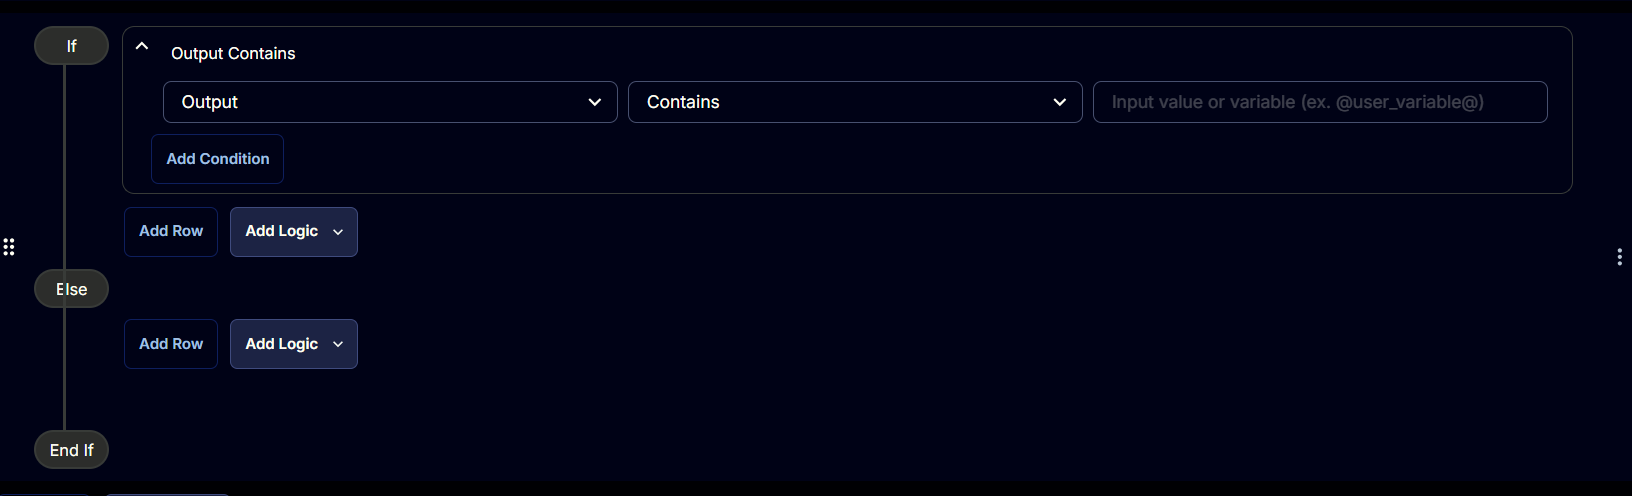 If
Output Contains
Output
Contains
Input value or variable (ex. @user_variable@)
Add Condition
Add Row
Add Logic
Else
Add Row
Add Logic
End If